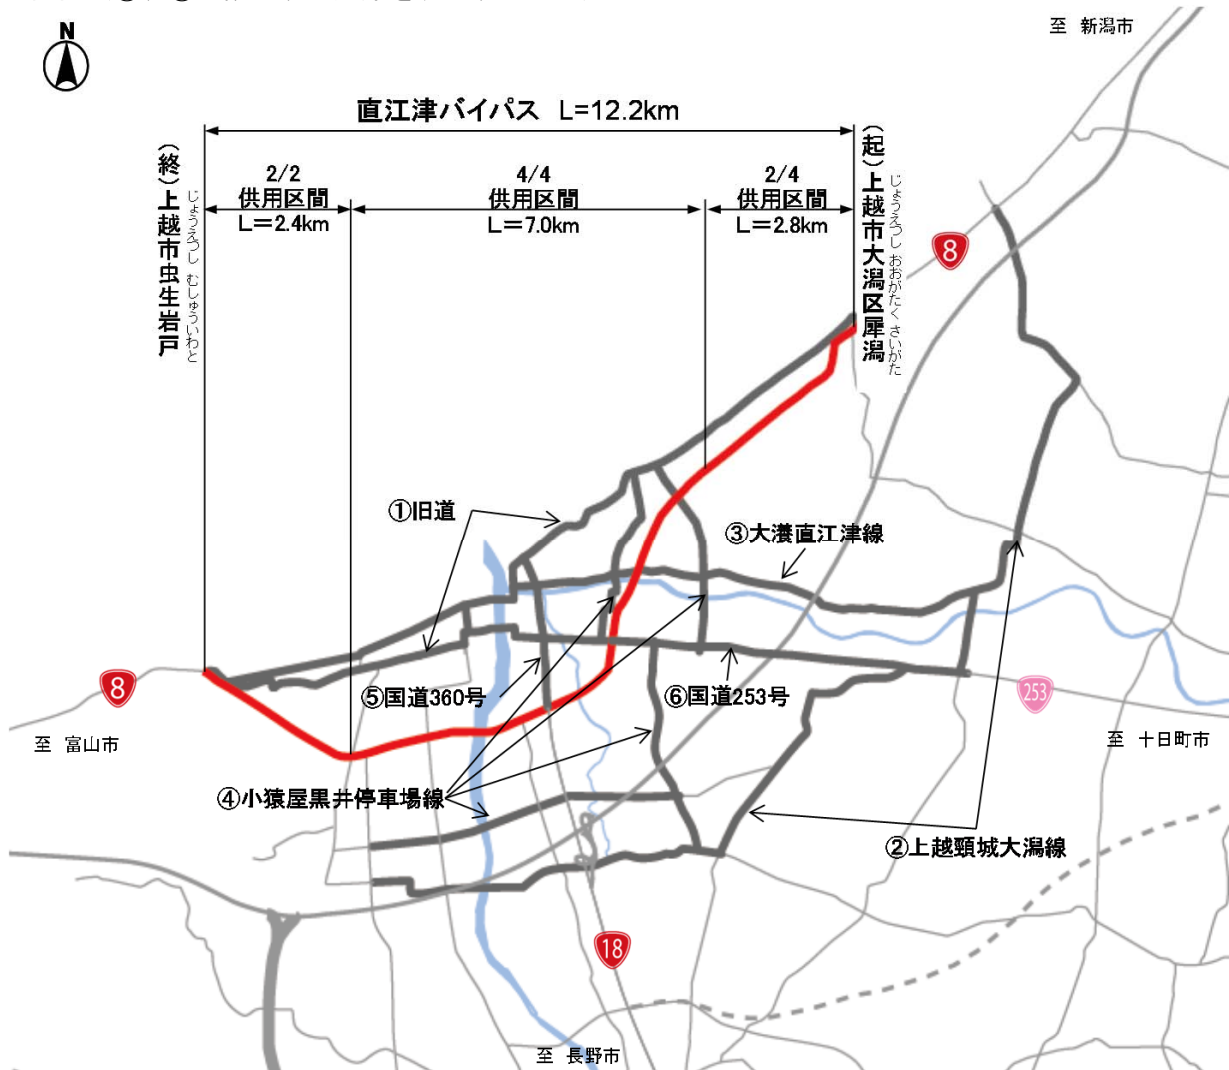 至 新潟市
N
直江津バイパス L=12.2km
2/2
供用区間
L=2.4km
4/4
供用区間
L=7.0km
2/4
供用区間
L=2.8km
(終)上越市虫生岩戸
じょうえつし むしゅういわと
(起)上越市大潟区犀潟
じょうえつし おおがたく さいがた
8
①旧道
③大瀁直江津線
8
至 富山市
⑤国道360号
⑥国道253号
253
至 十日町市
④小猿屋黒井停車場線
②上越頸城大潟線
18
至 長野市